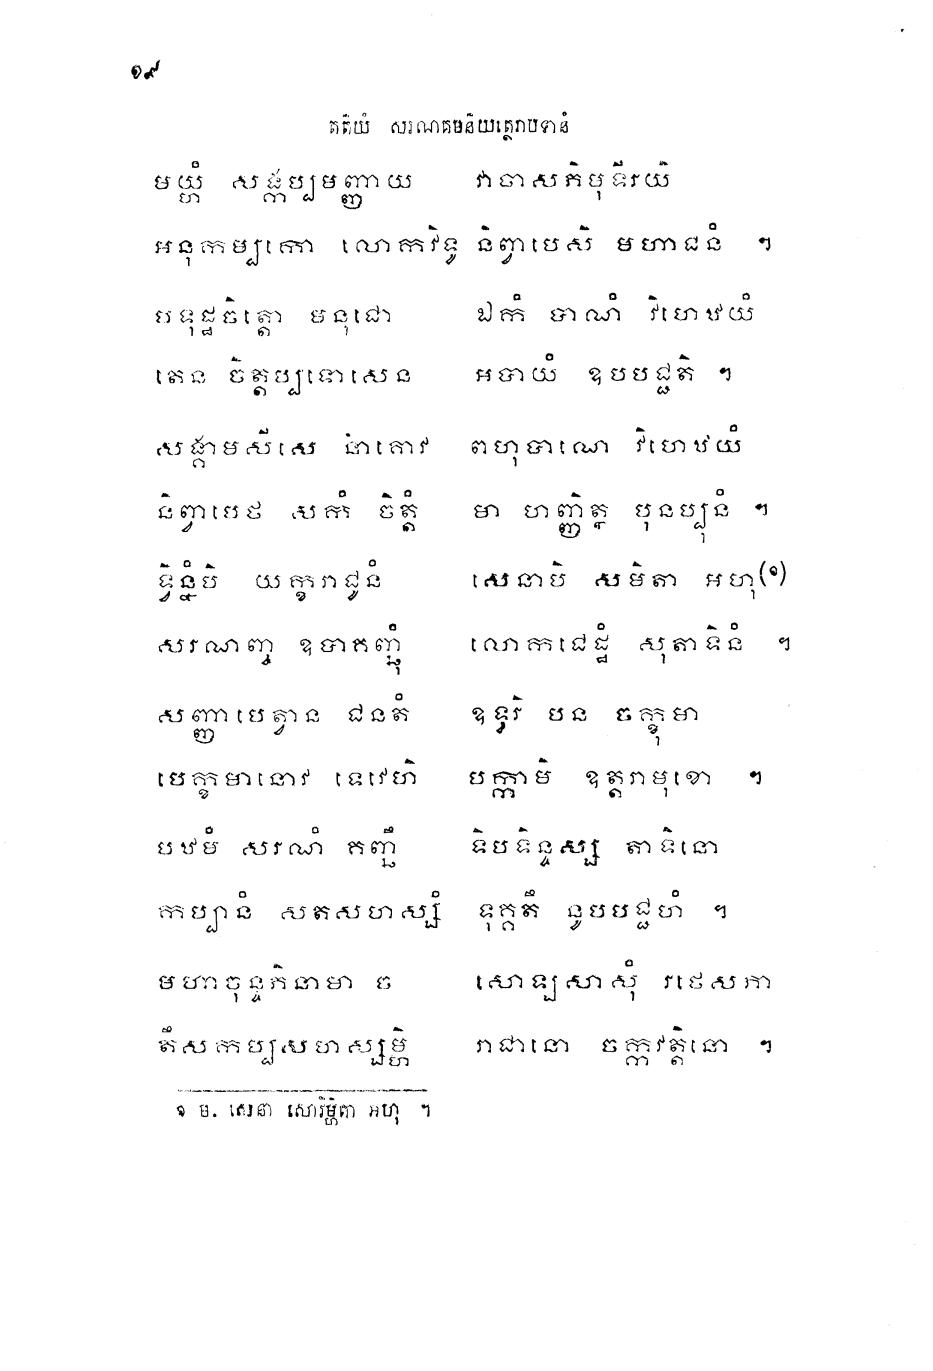 ១៩
តតិយំ សរណគមនិយត្ថេរាបទានំ
មយ្ហំ សង្កប្បមញ្ញាយ វាចាសកិមុទីរយិ
អនុកម្បកោ លោកវិទូ និព្វាបេសិ មហាជនំ ។
បទុដ្ឋចិត្តោ មនុជោ ឯកំ បាណំ វិហេឋយំ
តេន ចិត្តប្បទោសេន អបាយំ ឧបបជ្ជតិ ។
សង្គាមសីសេ នាគោវ ពហុបាណេ វិហេឋយំ
និព្វាបេថ សកំ ចិត្តំ មា ហញ្ញិត្ថ បុនប្បុនំ ។
ទ្វិន្នំបិ យក្ខរាជូនំ សេនាបិ សមិតា អហុ(១)
សរណញ្ច ឧបាគញ្ឆុំ លោកជេដ្ឋំ សុតាទិនំ ។
សញ្ញាបេត្វាន ជនតំ ឧទ្ធរិ បន ចក្ខុមា
បេក្ខមានោវ ទេវេហិ បក្កាមិ ឧត្តរាមុខោ ។
បឋមំ សរណំ គញ្ឆឹ ទិបទិន្ទស្ស តាទិនោ
កប្បានំ សតសហស្សំ ទុគ្គតឹ នូបបជ្ជហំ ។
មហាចុន្ទភិនាមា ច សោឡសាសុំ រថេសភា
តឹសកប្បសហស្សម្ហិ រាជានោ ចក្កវត្តិនោ ។
១ ម. សេនា សោរិម្ហិតា អហុ ។